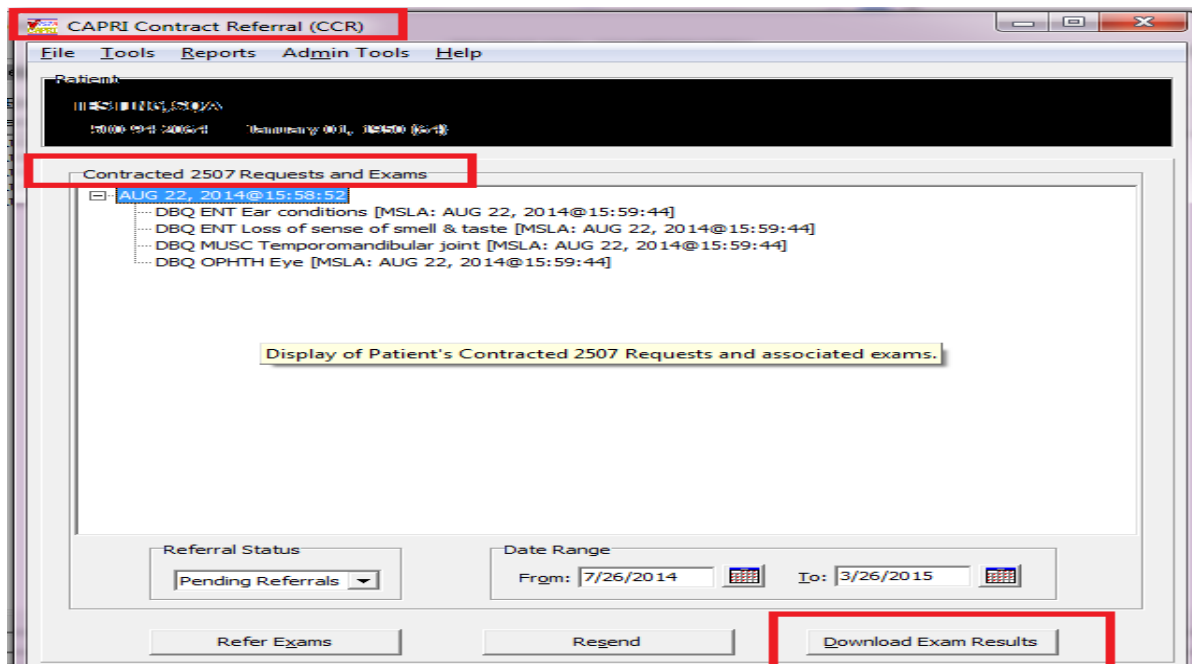 CAPRI Contract Referral (CCR)
File Tools Reports Admin Tools Help
Patient
Contracted 2507 Requests and Exams
AUG 22, 2014@15:58:52
DBQ ENT Ear conditions [MSLA: AUG 22, 2014@15:59:44]
DBQ ENT Loss of sense of smell & taste [MSLA: AUG 22, 2014@15:59:44]
DBQ MUSC Temporomandibular joint [MSLA: AUG 22, 2014@15:59:44]
DBQ OPHTH Eye [MSLA: AUG 22, 2014@15:59:44]
Display of Patient's Contracted 2507 Requests and associated exams.
Referral Status Date Range
Pending Referrals From: 7/26/2014 To: 3/26/2015
Refer Exams Resend Download Exam Results